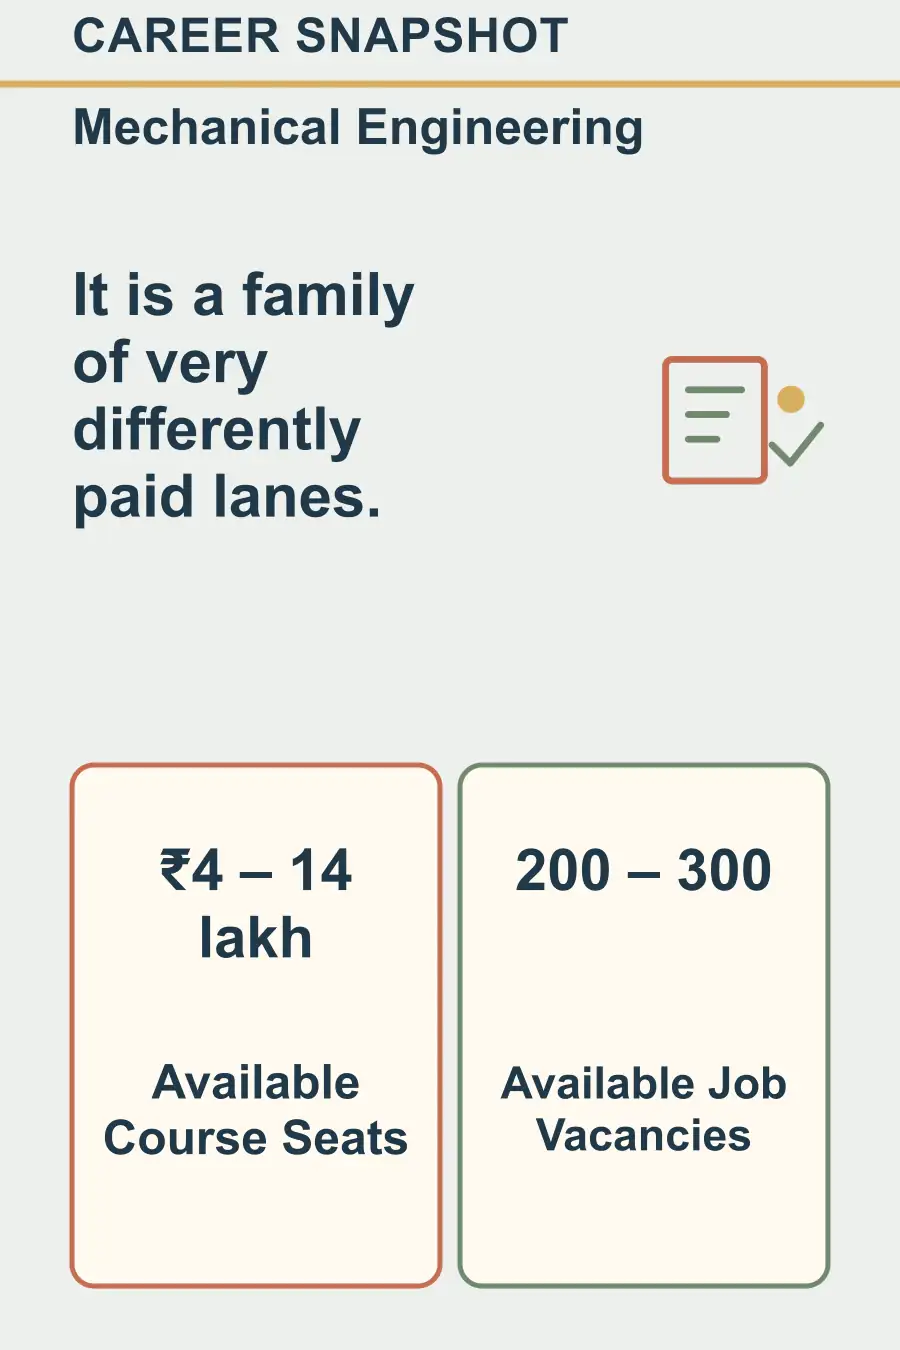 CAREER SNAPSHOT
Mechanical Engineering
It is a family
of very
differently
paid lanes.
₹4 – 14
lakh
Available
Course Seats
200 – 300
Available Job
Vacancies